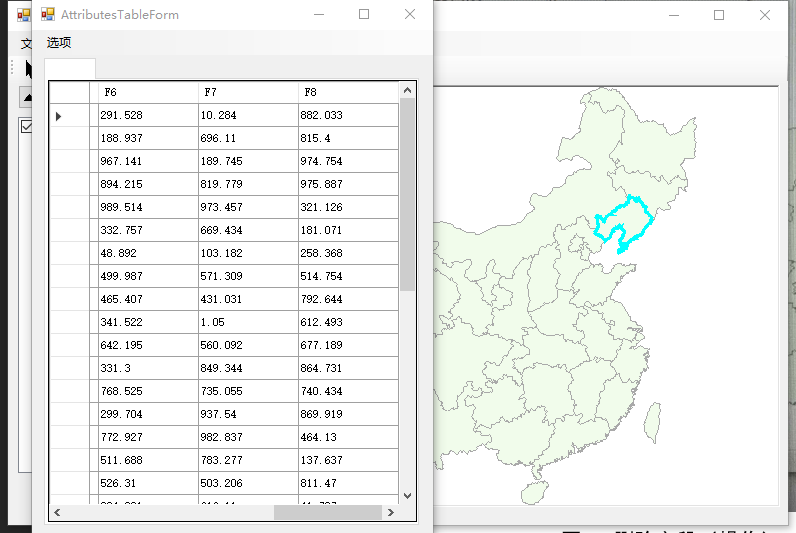 AttributesTableForm
文
选项
F6 F7 F8
291.528 10.284 882.033
188.937 696.11 815.4
967.141 189.745 974.754
894.215 819.779 975.887
989.514 973.457 321.126
332.757 669.434 181.071
48.892 103.182 258.368
499.987 571.309 514.754
465.407 431.031 792.644
341.522 1.05 612.493
642.195 560.092 677.189
331.3 849.344 864.731
768.525 735.055 740.434
299.704 937.54 869.919
772.927 982.837 464.13
511.688 783.277 137.637
526.31 503.206 811.47